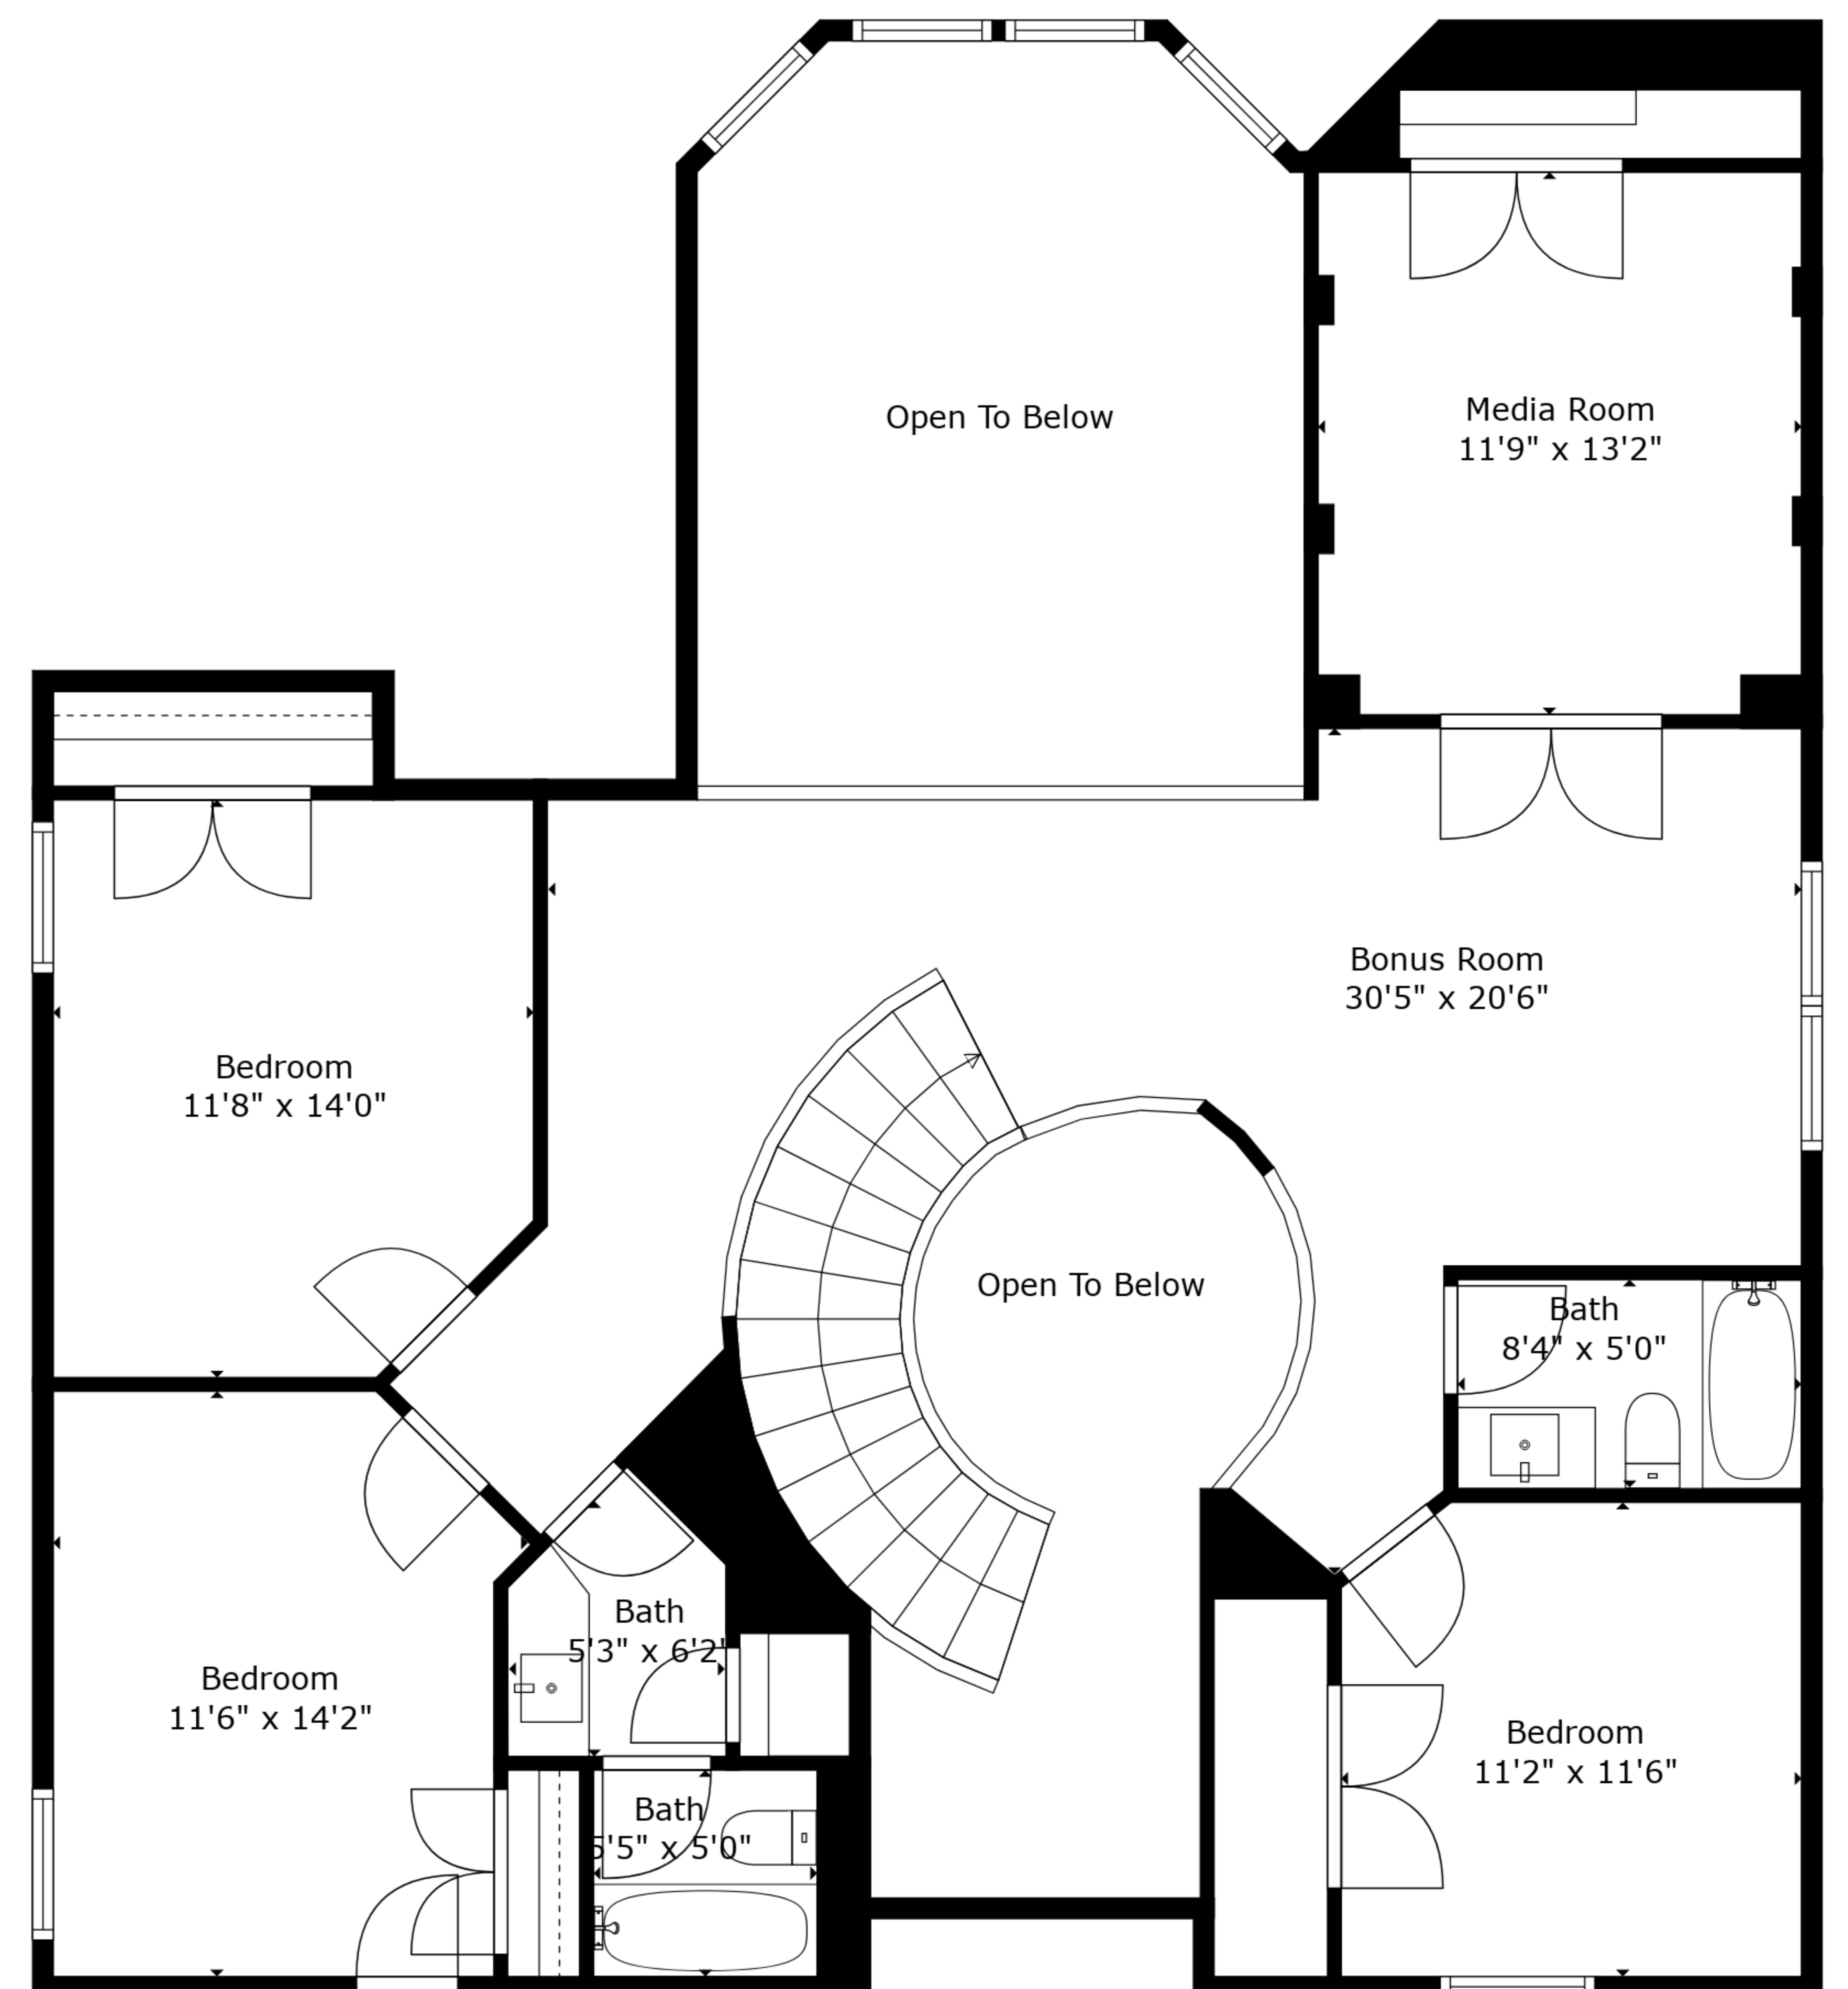 Open To Below
Media Room
11'9" x 13'2"
Bonus Room
30'5" x 20'6"
Bedroom
11'8" x 14'0"
Open To Below
Bath
8'4" x 5'0"
Bath
5'3" x 6'2"
Bedroom
11'6" x 14'2"
Bedroom
11'2" x 11'6"
Bath
5'5" x 5'0"